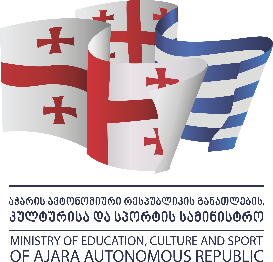 აჭარის ავტონომიური რესპუბლიკის განათლების,
კულტურისა და სპორტის სამინისტრო
MINISTRY OF EDUCATION, CULTURE AND SPORT
OF AJARA AUTONOMOUS REPUBLIC